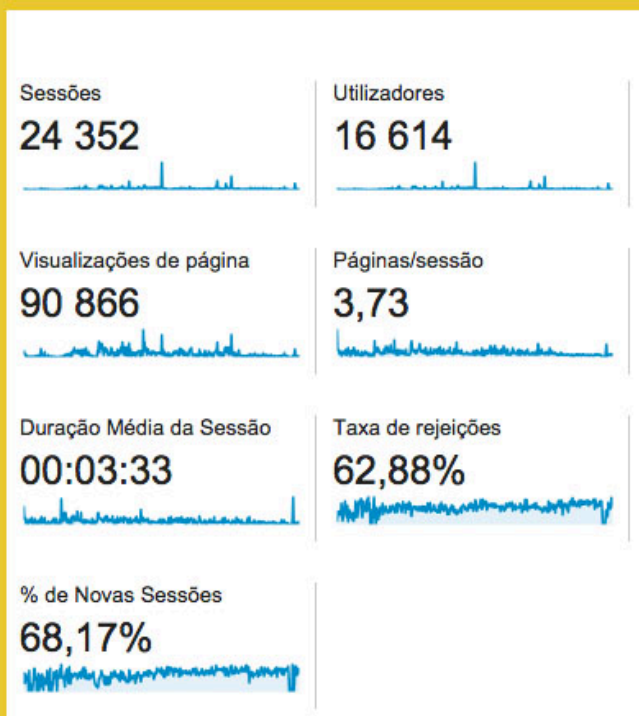 Sessões
24 352
Utilizadores
16 614
Visualizações de página
90 866
Páginas/sessão
3,73
Duração Média da Sessão
00:03:33
Taxa de rejeições
62,88%
% de Novas Sessões
68,17%